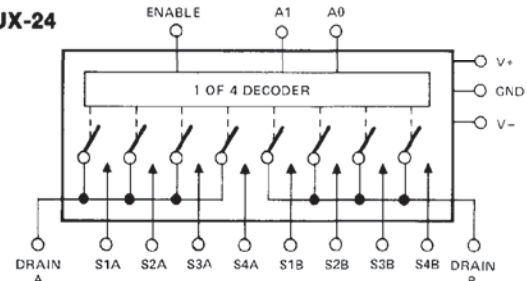 UX-24
ENABLE A1 A0
1 OF 4 DECODER
V+
GND
V−
DRAIN A S1A S2A S3A S4A S1B S2B S3B S4B DRAIN